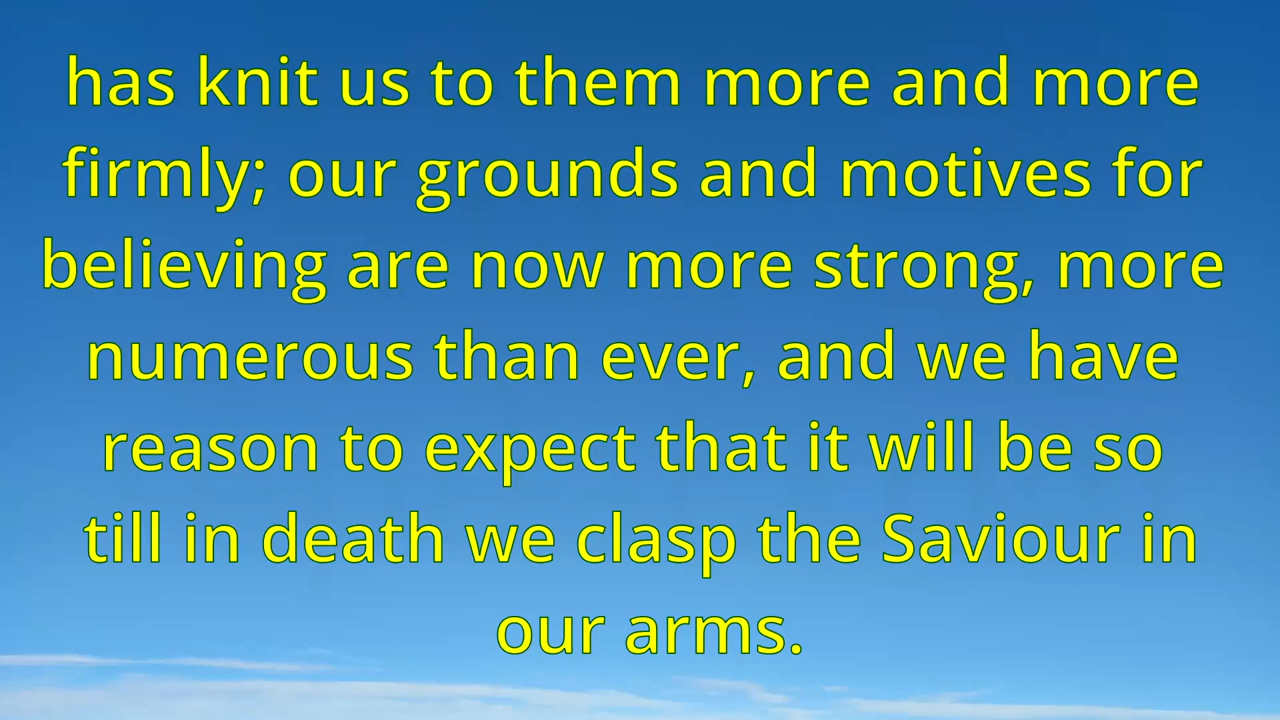 has knit us to them more and more
firmly; our grounds and motives for
believing are now more strong, more
numerous than ever, and we have
reason to expect that it will be so
till in death we clasp the Saviour in
our arms.